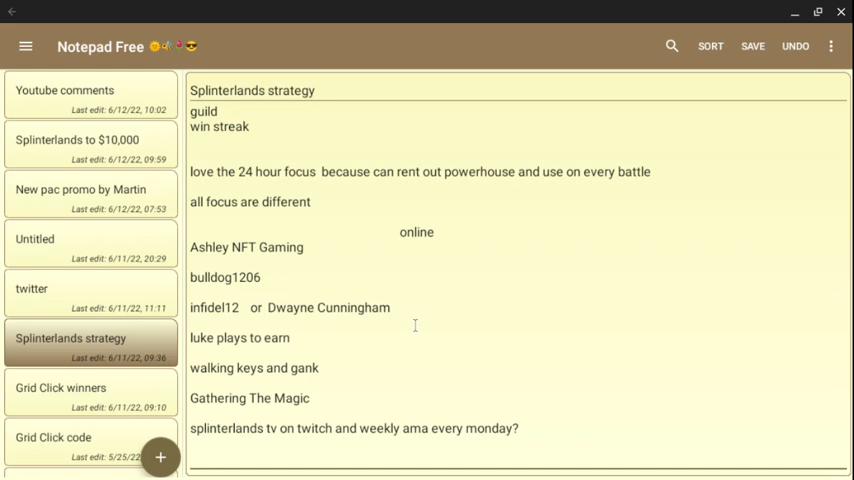 Notepad Free 🌞🐝🌷😎
SORT
SAVE
UNDO
Youtube comments
Last edit: 6/12/22, 10:02
Splinterlands to $10,000
Last edit: 6/12/22, 09:59
New pac promo by Martin
Last edit: 6/12/22, 07:53
Untitled
Last edit: 6/11/22, 20:29
twitter
Last edit: 6/11/22, 11:11
Splinterlands strategy
Last edit: 6/11/22, 09:36
Grid Click winners
Last edit: 6/11/22, 09:10
Grid Click code
Last edit: 5/25/22
Splinterlands strategy
guild
win streak
love the 24 hour focus because can rent out powerhouse and use on every battle
all focus are different
online
Ashley NFT Gaming
bulldog1206
infidel12 or Dwayne Cunningham
luke plays to earn
walking keys and gank
Gathering The Magic
splinterlands tv on twitch and weekly ama every monday?